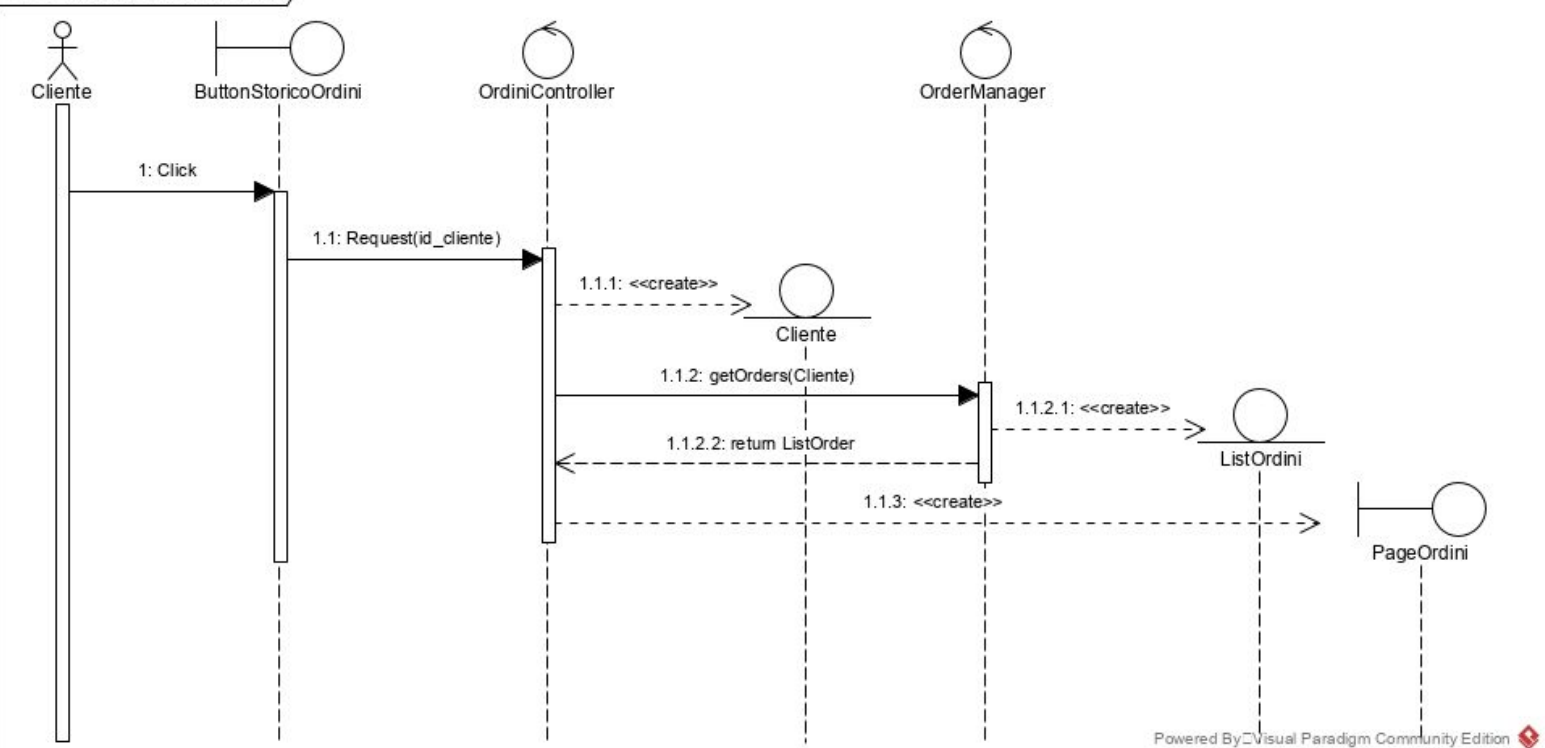 Cliente
ButtonStoricoOrdini
OrdiniController
OrderManager
1: Click
1.1: Request(id_cliente)
1.1.1: <<create>>
Cliente
1.1.2: getOrders(Cliente)
1.1.2.1: <<create>>
1.1.2.2: return ListOrder
ListOrdini
1.1.3: <<create>>
PageOrdini
Powered By Visual Paradigm Community Edition